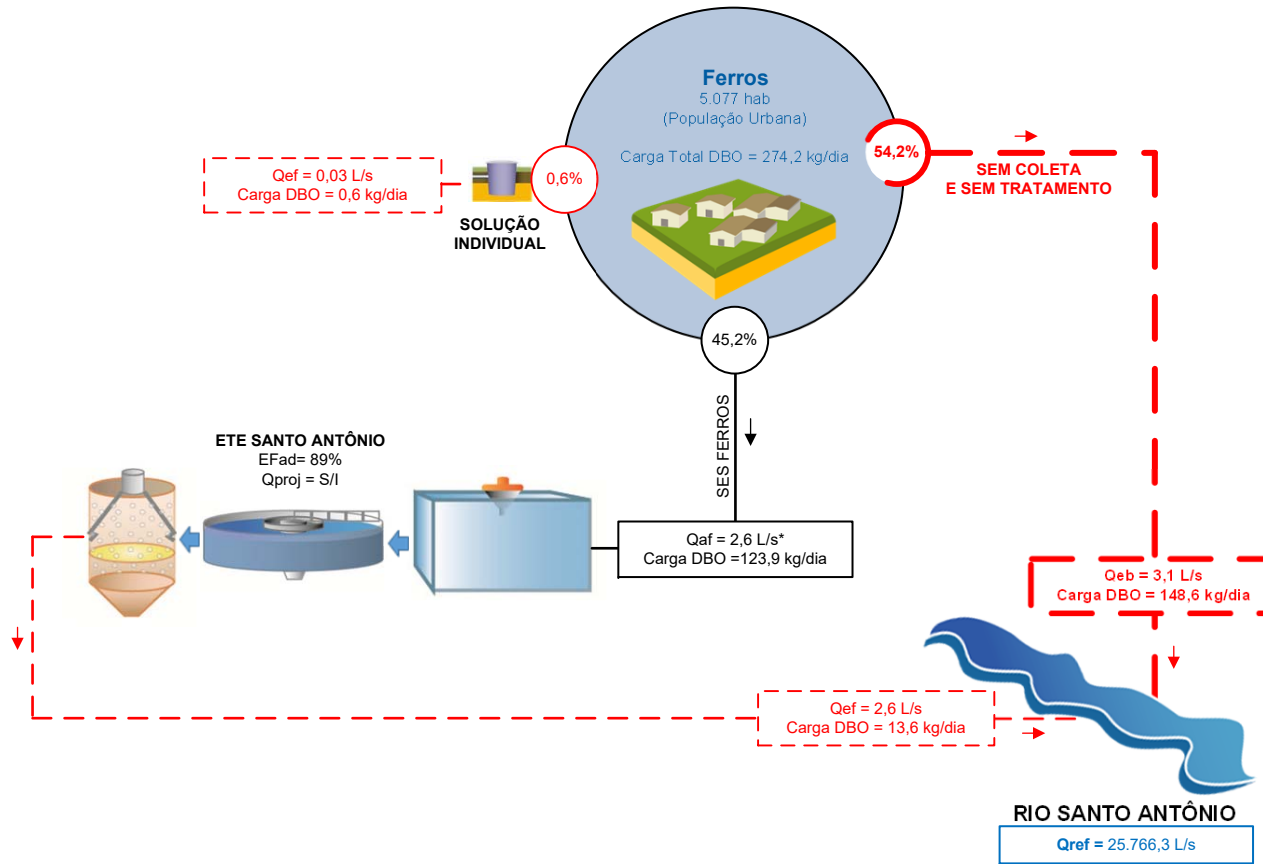 Ferros
5.077 hab
(População Urbana)
Carga Total DBO = 274,2 kg/dia
54,2%
SEM COLETA
E SEM TRATAMENTO
0,6%
Qef = 0,03 L/s
Carga DBO = 0,6 kg/dia
SOLUÇÃO
INDIVIDUAL
45,2%
SES FERROS
ETE SANTO ANTÔNIO
EFad= 89%
Qproj = S/I
Qaf = 2,6 L/s*
Carga DBO =123,9 kg/dia
Qeb = 3,1 L/s
Carga DBO = 148,6 kg/dia
Qef = 2,6 L/s
Carga DBO = 13,6 kg/dia
RIO SANTO ANTÔNIO
Qref = 25.766,3 L/s